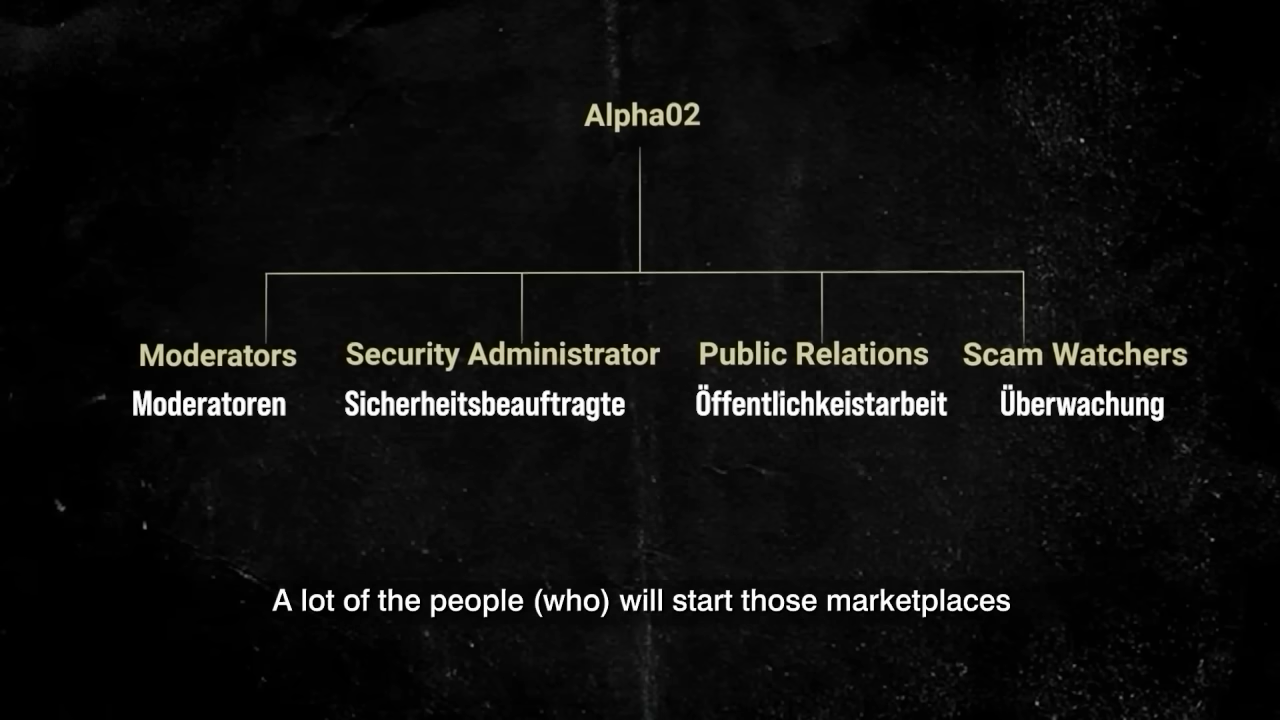 Alpha02
Moderators Security Administrator Public Relations Scam Watchers
Moderatoren Sicherheitsbeauftragte Öffentlichkeistarbeit Überwachung
A lot of the people (who) will start those marketplaces